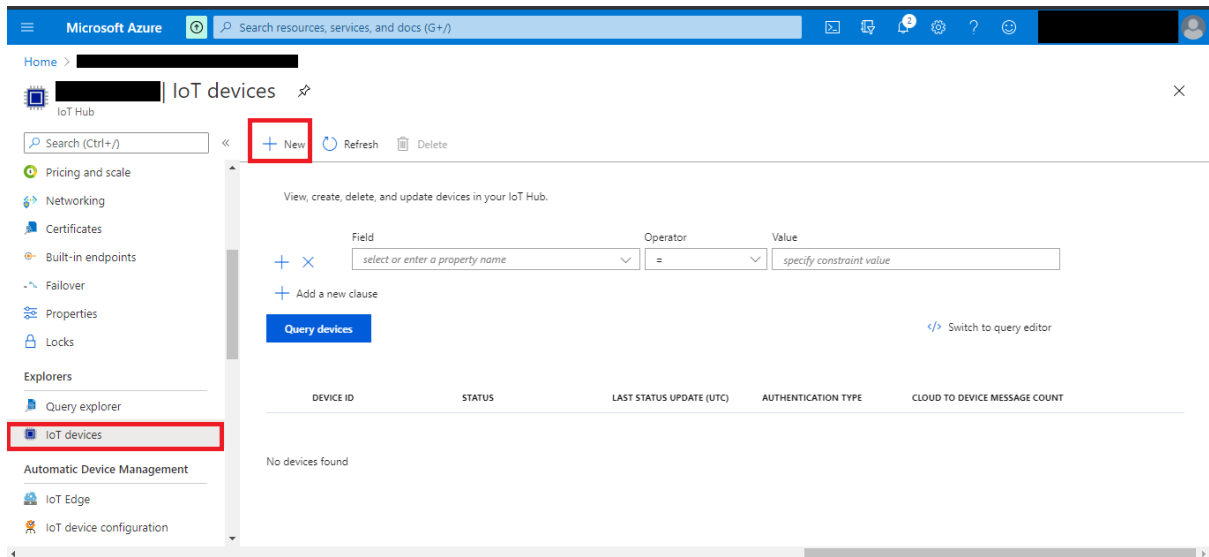 Microsoft Azure
Search resources, services, and docs (G+/)
2
Home >
| IoT devices
IoT Hub
Search (Ctrl+/)
«
New
Refresh
Delete
Pricing and scale
Networking
Certificates
Built-in endpoints
Failover
Properties
Locks
Explorers
Query explorer
IoT devices
Automatic Device Management
IoT Edge
IoT device configuration
View, create, delete, and update devices in your IoT Hub.
Field Operator Value
select or enter a property name = specify constraint value
Add a new clause
Query devices
</> Switch to query editor
DEVICE ID STATUS LAST STATUS UPDATE (UTC) AUTHENTICATION TYPE CLOUD TO DEVICE MESSAGE COUNT
No devices found